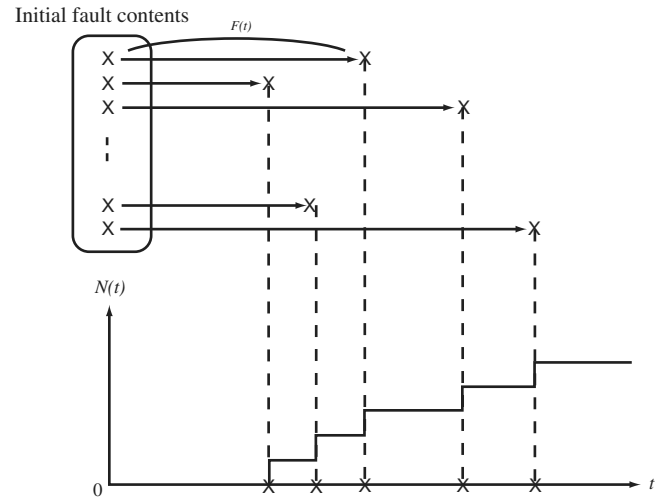 Initial fault contents
F(t)
X X
X X
X X
X X
X X
N(t)
0 X X X X X t